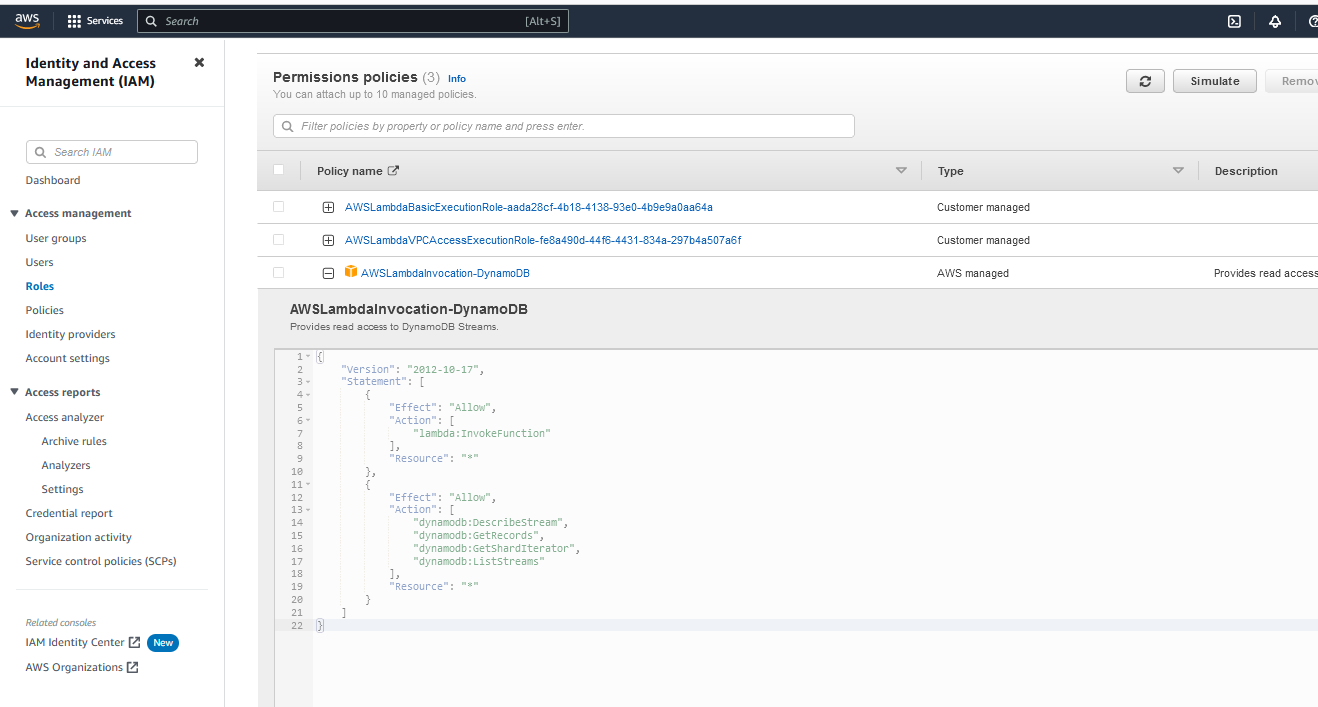 aws
Services
Search
[Alt+S]
Identity and Access
Management (IAM)
Search IAM
Dashboard
Access management
User groups
Users
Roles
Policies
Identity providers
Account settings
Access reports
Access analyzer
Archive rules
Analyzers
Settings
Credential report
Organization activity
Service control policies (SCPs)
Related consoles
IAM Identity Center New
AWS Organizations
Permissions policies (3) Info
You can attach up to 10 managed policies.
Simulate
Remov
Filter policies by property or policy name and press enter.
Policy name Type Description
AWSLambdaBasicExecutionRole-aada28cf-4b18-4138-93e0-4b9e9a0aa64a Customer managed
AWSLambdaVPCAccessExecutionRole-fe8a490d-44f6-4431-834a-297b4a507a6f Customer managed
AWSLambdaInvocation-DynamoDB AWS managed Provides read access
AWSLambdaInvocation-DynamoDB
Provides read access to DynamoDB Streams.
1 {
2 "Version": "2012-10-17",
3 "Statement": [
4 {
5 "Effect": "Allow",
6 "Action": [
7 "lambda:InvokeFunction"
8 ],
9 "Resource": "*"
10 },
11 {
12 "Effect": "Allow",
13 "Action": [
14 "dynamodb:DescribeStream",
15 "dynamodb:GetRecords",
16 "dynamodb:GetShardIterator",
17 "dynamodb:ListStreams"
18 ],
19 "Resource": "*"
20 }
21 ]
22 }